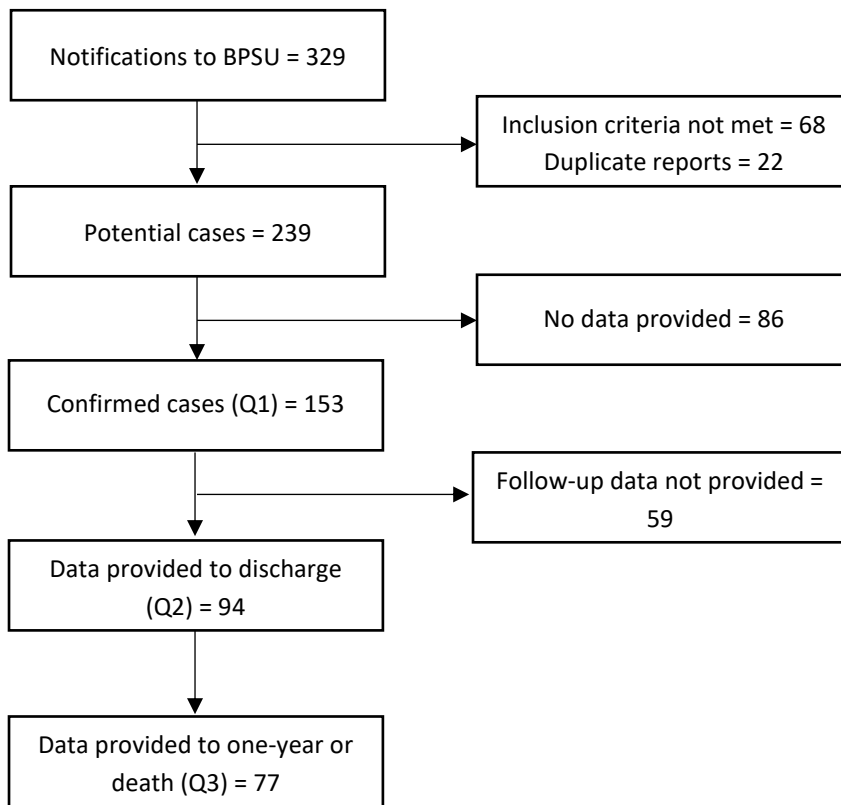 Notifications to BPSU = 329
Inclusion criteria not met = 68
Duplicate reports = 22
Potential cases = 239
No data provided = 86
Confirmed cases (Q1) = 153
Follow-up data not provided =
59
Data provided to discharge
(Q2) = 94
Data provided to one-year or
death (Q3) = 77